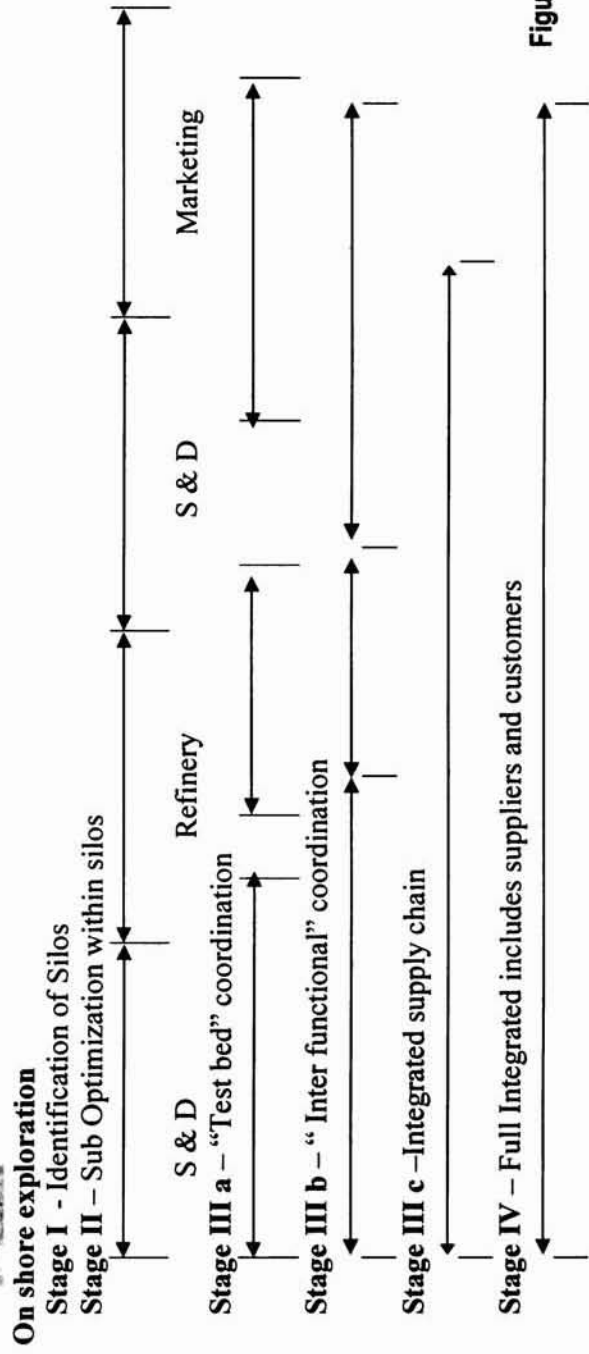 On shore exploration
Stage I - Identification of Silos
Stage II – Sub Optimization within silos
S & D
Refinery
S & D
Marketing
Stage III a – “Test bed” coordination
Stage III b – “ Inter functional” coordination
Stage III c –Integrated supply chain
Stage IV – Full Integrated includes suppliers and customers
Figu